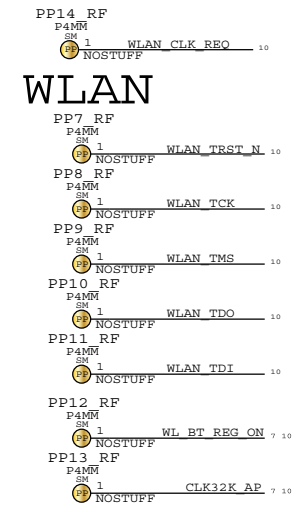 PP14_RF
P4MM
SM
PP 1 WLAN_CLK_REQ 10
NOSTUFF
WLAN
PP7_RF
P4MM
SM
PP 1 WLAN_TRST_N 10
NOSTUFF
PP8_RF
P4MM
SM
PP 1 WLAN_TCK 10
NOSTUFF
PP9_RF
P4MM
SM
PP 1 WLAN_TMS 10
NOSTUFF
PP10_RF
P4MM
SM
PP 1 WLAN_TDO 10
NOSTUFF
PP11_RF
P4MM
SM
PP 1 WLAN_TDI 10
NOSTUFF
PP12_RF
P4MM
SM
PP 1 WL_BT_REG_ON 7 10
NOSTUFF
PP13_RF
P4MM
SM
PP 1 CLK32K_AP 7 10
NOSTUFF